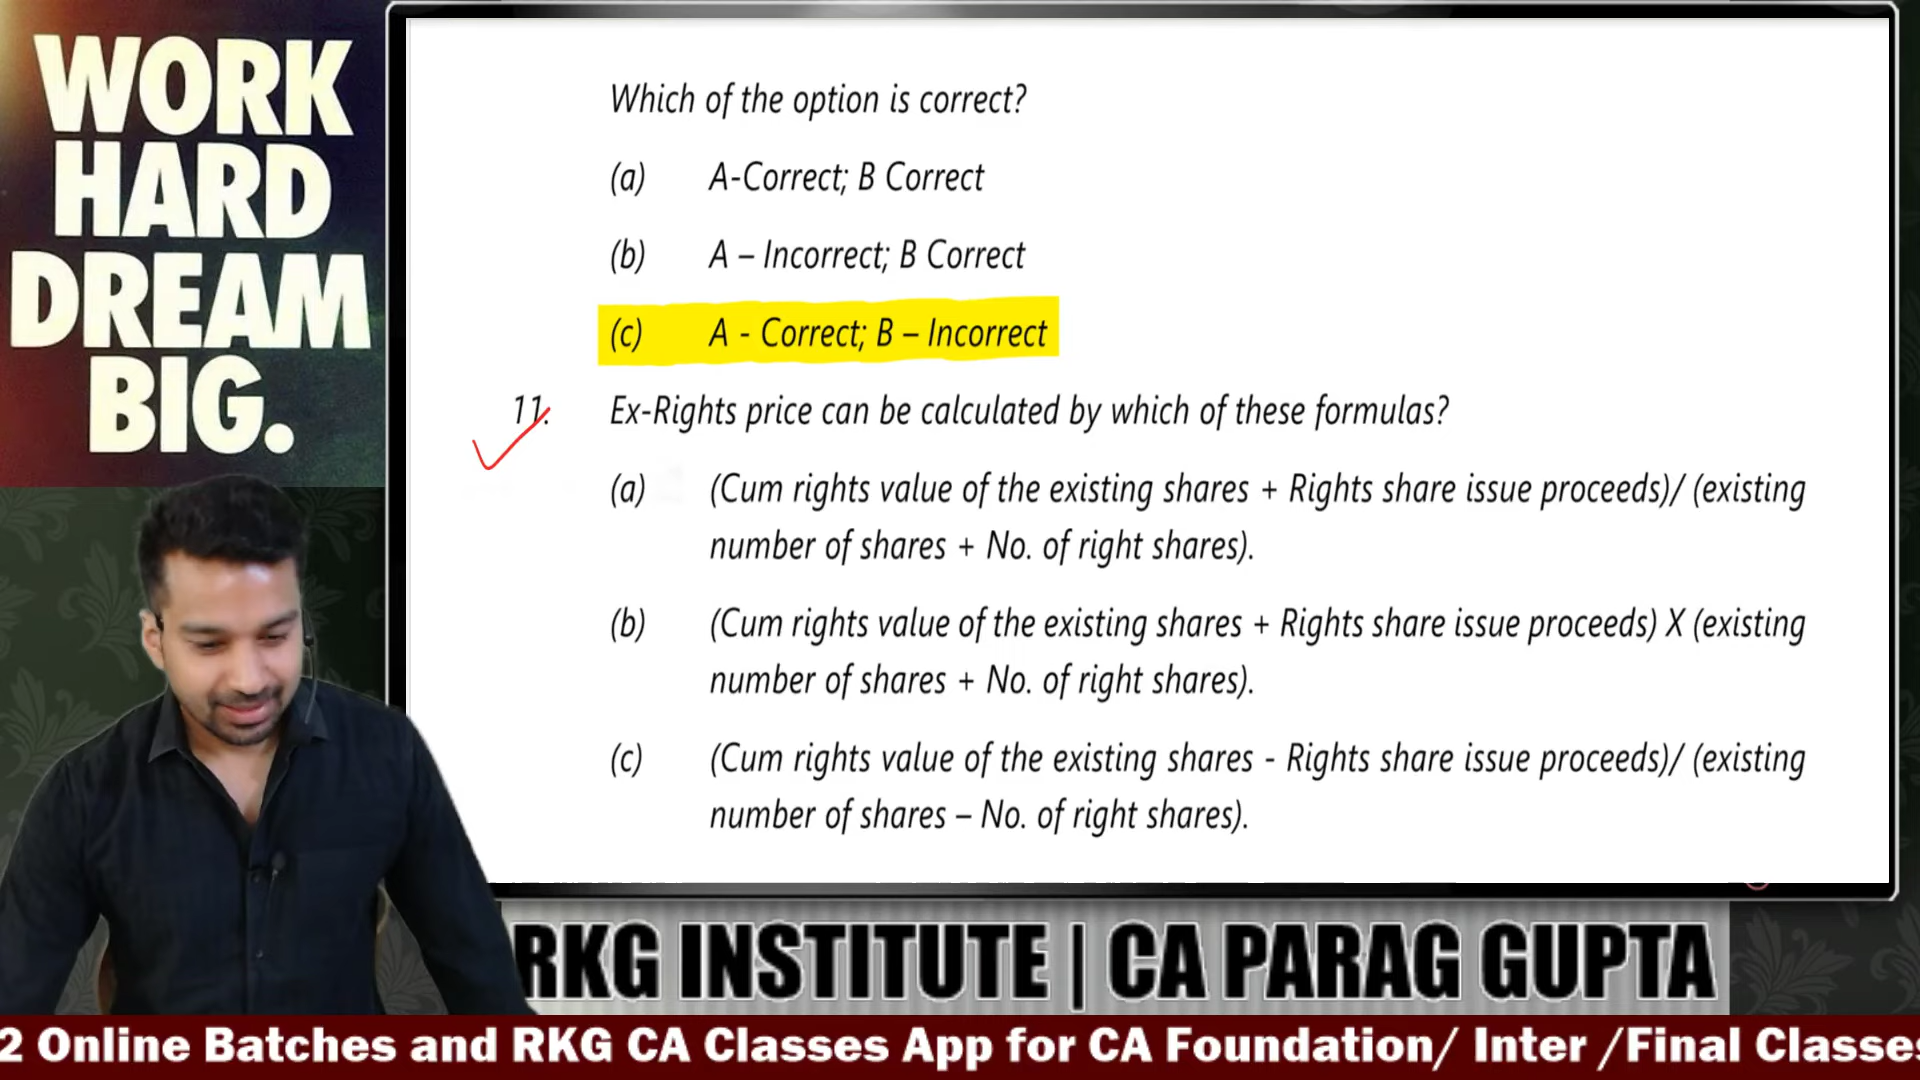 WORK
HARD
DREAM
BIG.
Which of the option is correct?
(a) A-Correct; B Correct
(b) A – Incorrect; B Correct
(c) A - Correct; B – Incorrect
11. Ex-Rights price can be calculated by which of these formulas?
(a) (Cum rights value of the existing shares + Rights share issue proceeds)/ (existing
number of shares + No. of right shares).
(b) (Cum rights value of the existing shares + Rights share issue proceeds) X (existing
number of shares + No. of right shares).
(c) (Cum rights value of the existing shares - Rights share issue proceeds)/ (existing
number of shares – No. of right shares).
RKG INSTITUTE | CA PARAG GUPTA
2 Online Batches and RKG CA Classes App for CA Foundation/ Inter /Final Classes